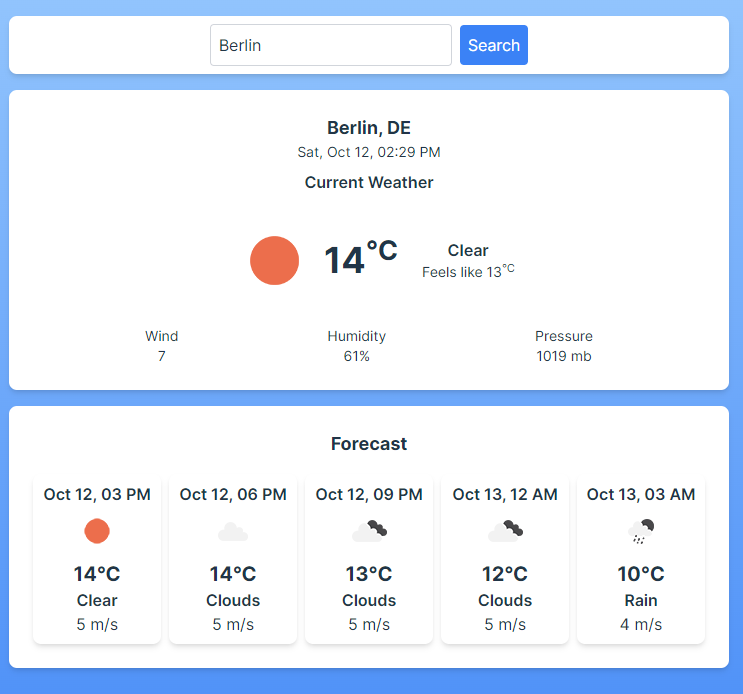 Berlin Search
Berlin, DE
Sat, Oct 12, 02:29 PM
Current Weather
14°C
Clear
Feels like 13°C
Wind Humidity Pressure
7 61% 1019 mb
Forecast
Oct 12, 03 PM Oct 12, 06 PM Oct 12, 09 PM Oct 13, 12 AM Oct 13, 03 AM
14°C 14°C 13°C 12°C 10°C
Clear Clouds Clouds Clouds Rain
5 m/s 5 m/s 5 m/s 5 m/s 4 m/s